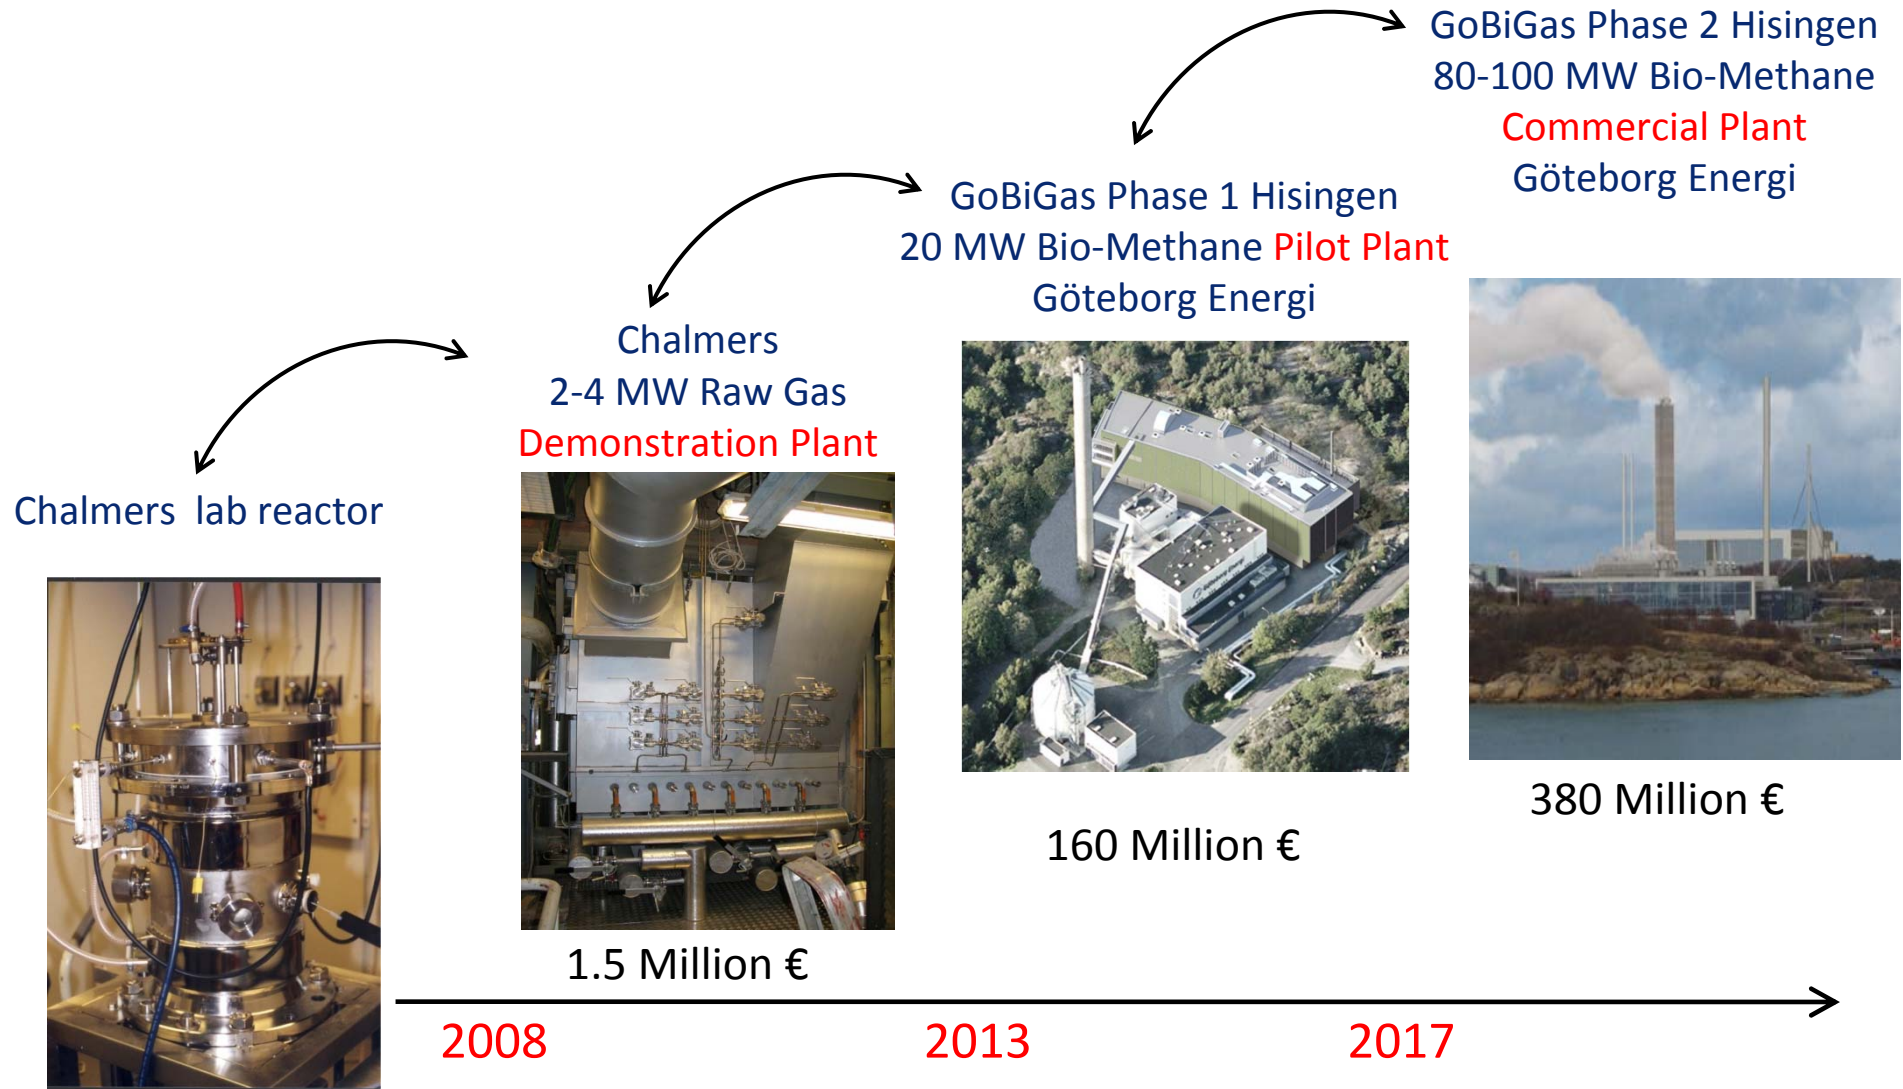 GoBiGas Phase 2 Hisingen
80-100 MW Bio-Methane
Commercial Plant
Göteborg Energi
GoBiGas Phase 1 Hisingen
20 MW Bio-Methane Pilot Plant
Göteborg Energi
Chalmers
2-4 MW Raw Gas
Demonstration Plant
Chalmers lab reactor
380 Million €
160 Million €
1.5 Million €
2008
2013
2017